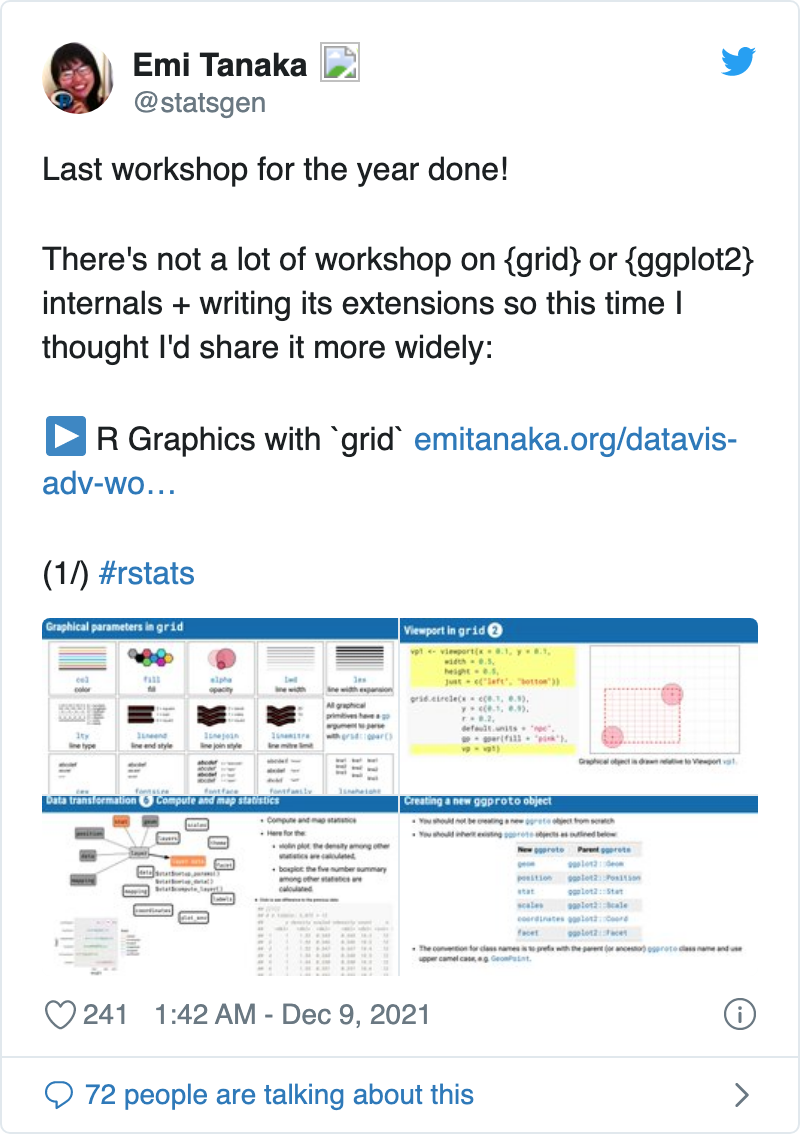 Emi Tanaka
@statsgen
Last workshop for the year done!
There's not a lot of workshop on {grid} or {ggplot2}
internals + writing its extensions so this time I
thought I'd share it more widely:
R Graphics with `grid` emitanaka.org/datavis-
adv-wo…
(1/) #rstats
Graphical parameters in grid
col
color
fill
fill
alpha
opacity
lwd
line width
lex
line width expansion
lty
line type
lineend
line end style
linejoin
line join style
linemitre
line mitre limit
All graphical
primitives have a gp
argument to parse
with grid::gpar()
cex
fontsize
fontface
fontfamily
lineheight
Viewport in grid 2
vp1 <- viewport(x = 0.1, y = 0.1,
width = 0.5,
height = 0.5,
just = c("left", "bottom"))
grid.circle(x = c(0.1, 0.9),
y = c(0.1, 0.9),
r = 0.2,
default.units = "npc",
gp = gpar(fill = "pink"),
vp = vp1)
Graphical object is drawn relative to Viewport vp1.
Data transformation 6 Compute and map statistics
stat
geom
scales
position
layers
theme
data
layer
layer data
facet
mapping
data
$stat$setup_params()
$stat$setup_data()
$stat$compute_layer()
mapping
labels
coordinates
plot_env
• Compute and map statistics
• Here for the:
• violin plot: the density among other
statistics are calculated,
• boxplot: the five number summary
among other statistics are
calculated.
Creating a new ggproto object
• You should not be creating a new ggproto object from scratch
• You should inherit existing ggproto objects as outlined below:
New ggproto Parent ggproto
geom ggplot2::Geom
position ggplot2::Position
stat ggplot2::Stat
scales ggplot2::Scale
coordinates ggplot2::Coord
facet ggplot2::Facet
• The convention for class names is to prefix with the parent (or ancestor) ggproto class name and use
upper camel case, e.g. GeomPoint.
241 1:42 AM - Dec 9, 2021
72 people are talking about this